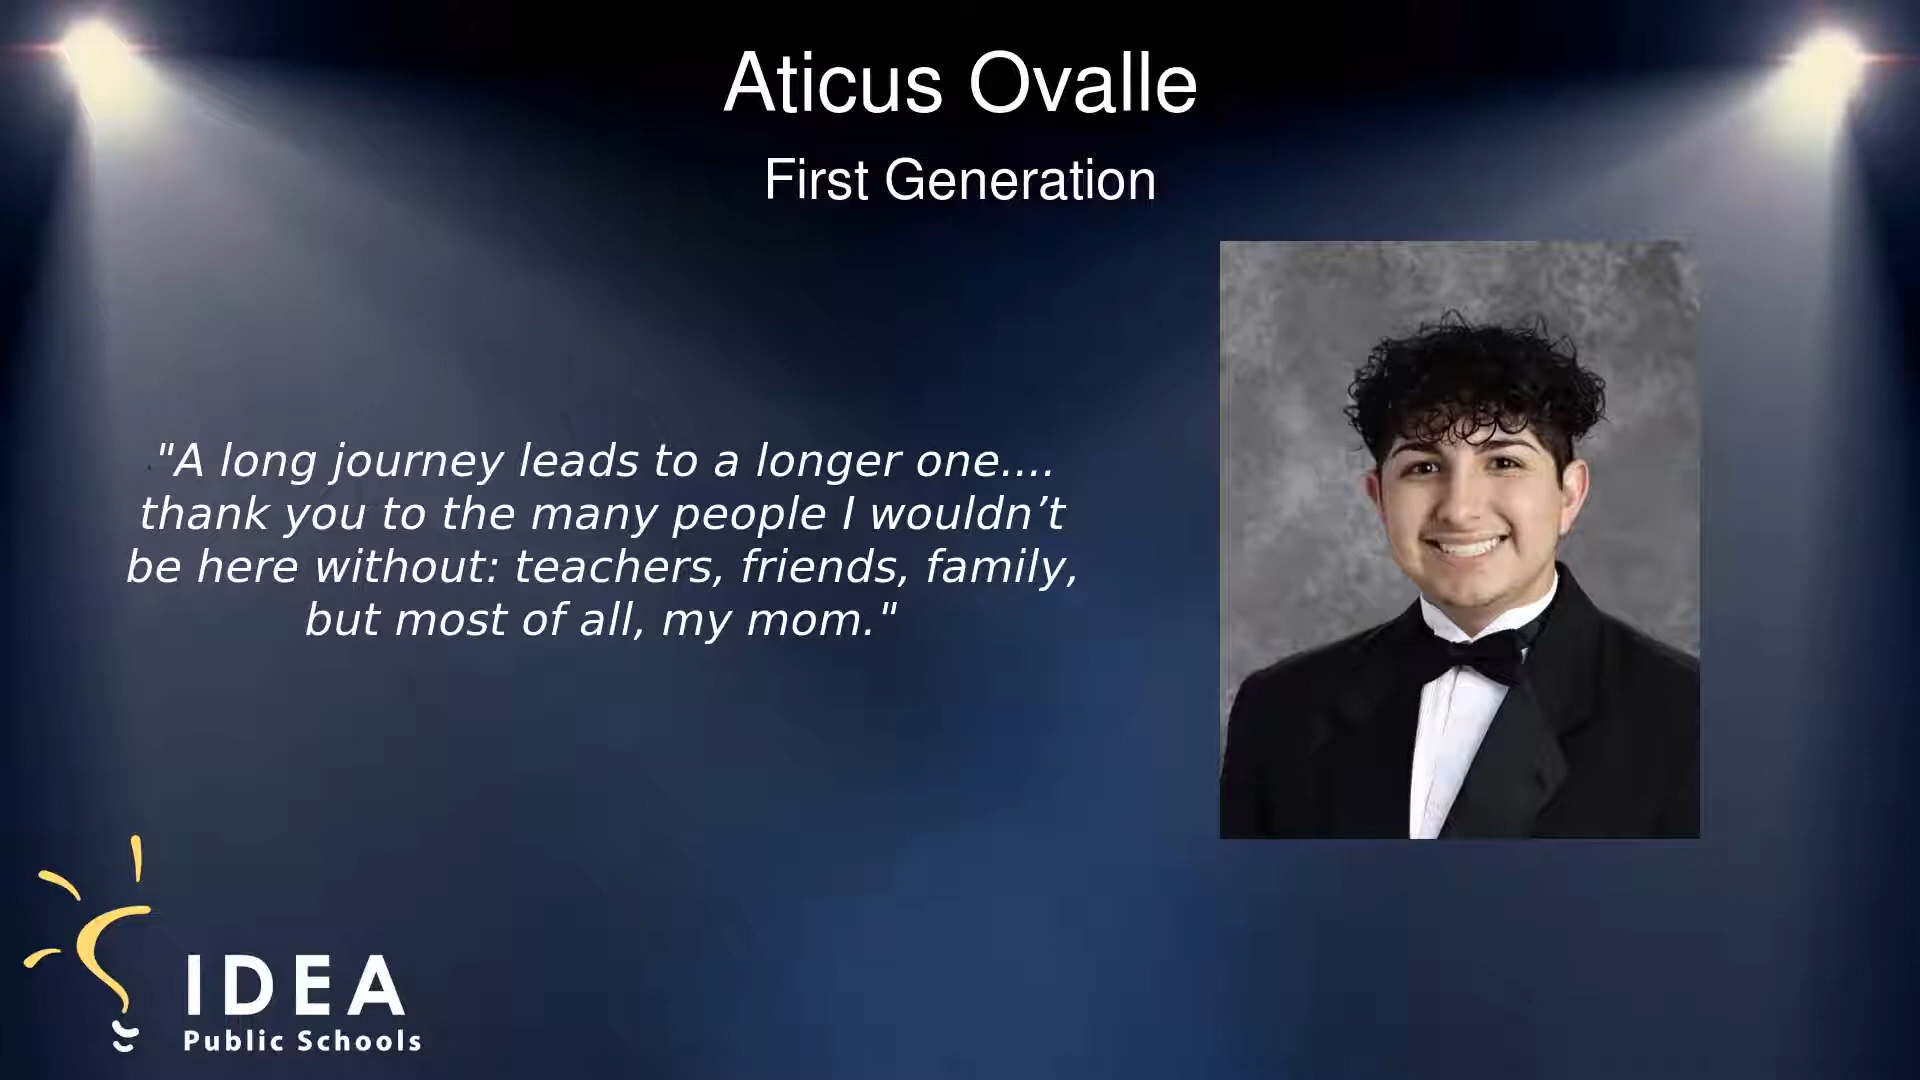 Aticus Ovalle
First Generation
"A long journey leads to a longer one....
thank you to the many people I wouldn’t
be here without: teachers, friends, family,
but most of all, my mom."
IDEA
Public Schools